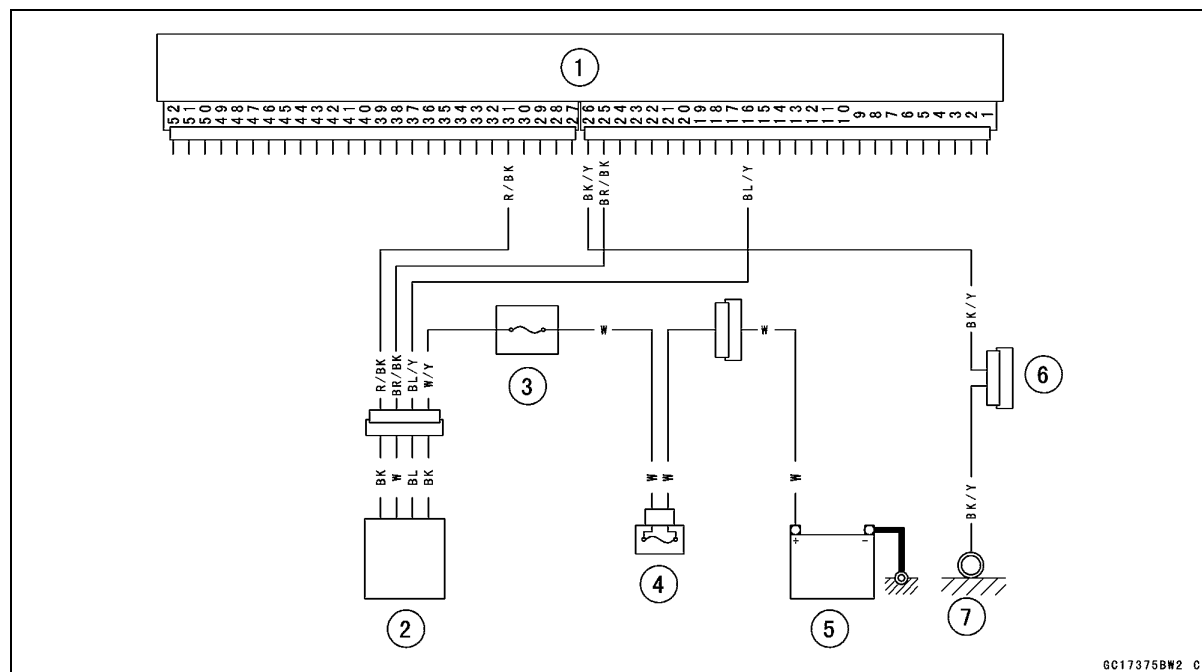 1
52 51 50 49 48 47 46 45 44 43 42 41 40 39 38 37 36 35 34 33 32 31 30 29 28 27 26 25 24 23 22 21 20 19 18 17 16 15 14 13 12 11 10 9 8 7 6 5 4 3 2 1
R/BK BK/Y BR/BK BL/Y
BK/Y
W W
R/BK BR/BK BL/Y W/Y
3
6
BK W BL BK
W W W
BK/Y
+ −
2
4
5
7
GC17375BW2 C